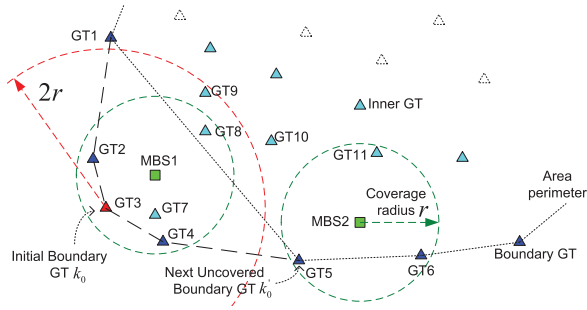 GT1
GT9
2r
Inner GT
GT8
GT10
GT2
MBS1
GT11
Coverage
radius r
Area
perimeter
GT3
GT7
MBS2
GT4
Initial Boundary
GT k0
Next Uncovered
Boundary GT k0'
GT5
GT6
Boundary GT